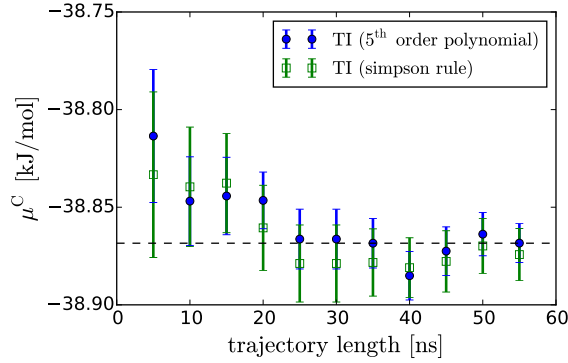 −38.75
TI (5th order polynomial)
TI (simpson rule)
−38.80
μC [kJ/mol]
−38.85
−38.90
0 10 20 30 40 50 60
trajectory length [ns]